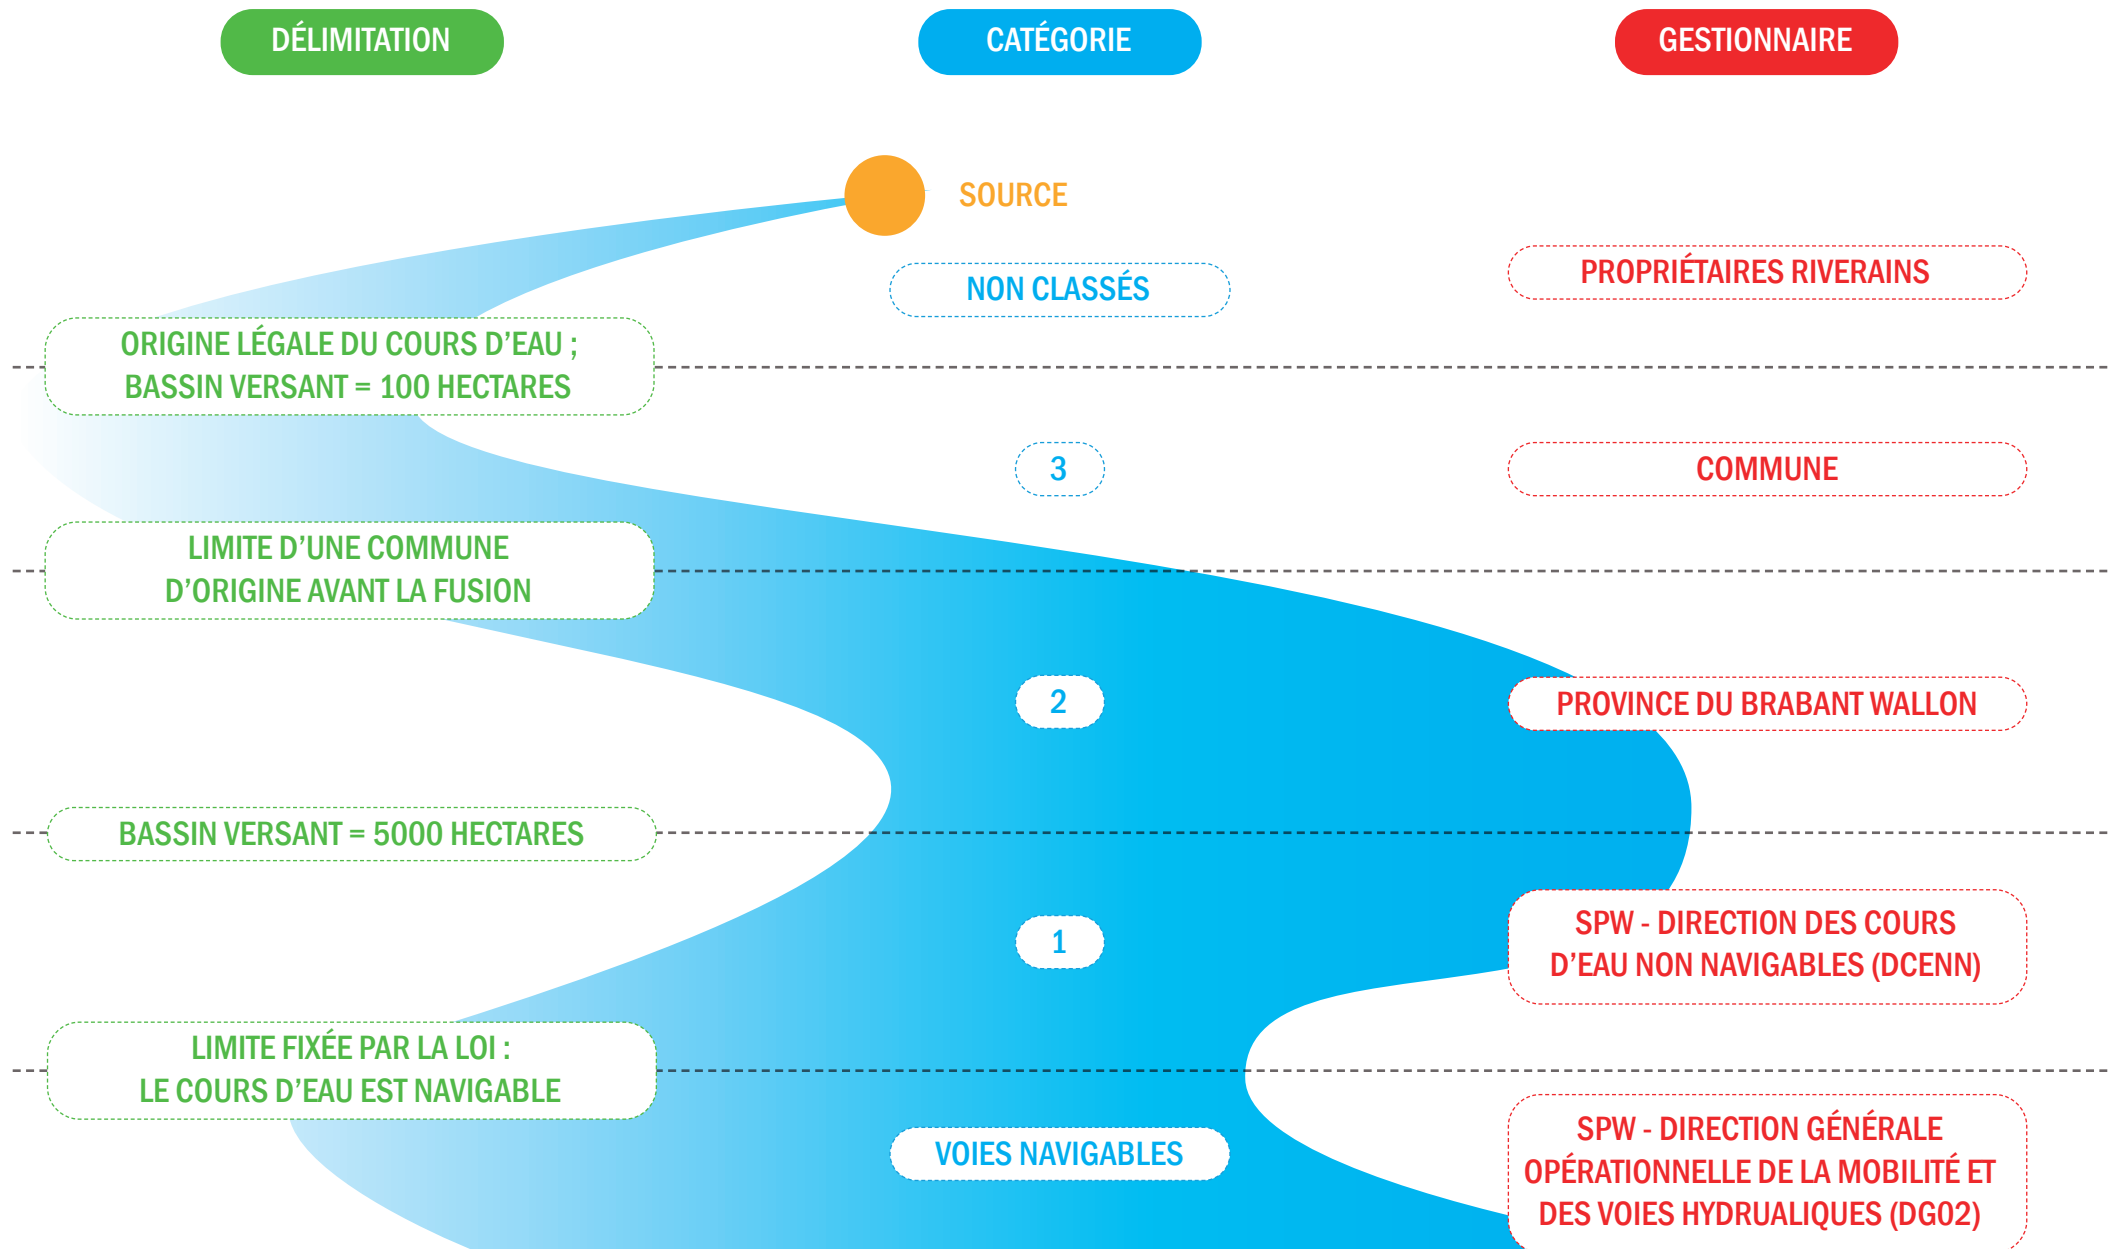 DÉLIMITATION
CATÉGORIE
GESTIONNAIRE
SOURCE
NON CLASSÉS
PROPRIÉTAIRES RIVERAINS
ORIGINE LÉGALE DU COURS D'EAU ;
BASSIN VERSANT = 100 HECTARES
3
COMMUNE
LIMITE D'UNE COMMUNE
D'ORIGINE AVANT LA FUSION
2
PROVINCE DU BRABANT WALLON
BASSIN VERSANT = 5000 HECTARES
1
SPW - DIRECTION DES COURS
D'EAU NON NAVIGABLES (DCENN)
LIMITE FIXÉE PAR LA LOI :
LE COURS D'EAU EST NAVIGABLE
VOIES NAVIGABLES
SPW - DIRECTION GÉNÉRALE
OPÉRATIONNELLE DE LA MOBILITÉ ET
DES VOIES HYDRUALIQUES (DG02)